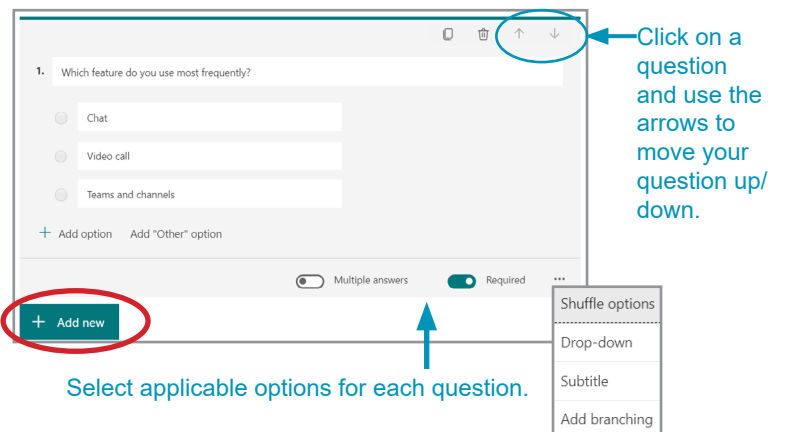 Click on a
question
and use the
arrows to
move your
question up/
down.
1. Which feature do you use most frequently?
Chat
Video call
Teams and channels
+ Add option Add "Other" option
Multiple answers Required ...
+ Add new
Select applicable options for each question.
Shuffle options
Drop-down
Subtitle
Add branching